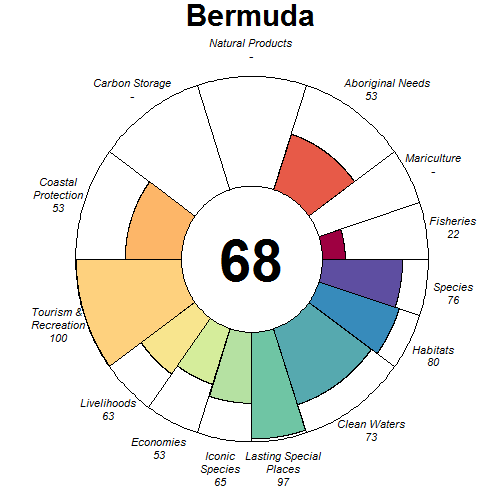 Bermuda
Natural Products
-
Carbon Storage
-
Aboriginal Needs
53
Mariculture
-
Coastal
Protection
53
Fisheries
22
68
Species
76
Tourism &
Recreation
100
Habitats
80
Livelihoods
63
Clean Waters
73
Economies
53
Iconic
Species
65
Lasting Special
Places
97